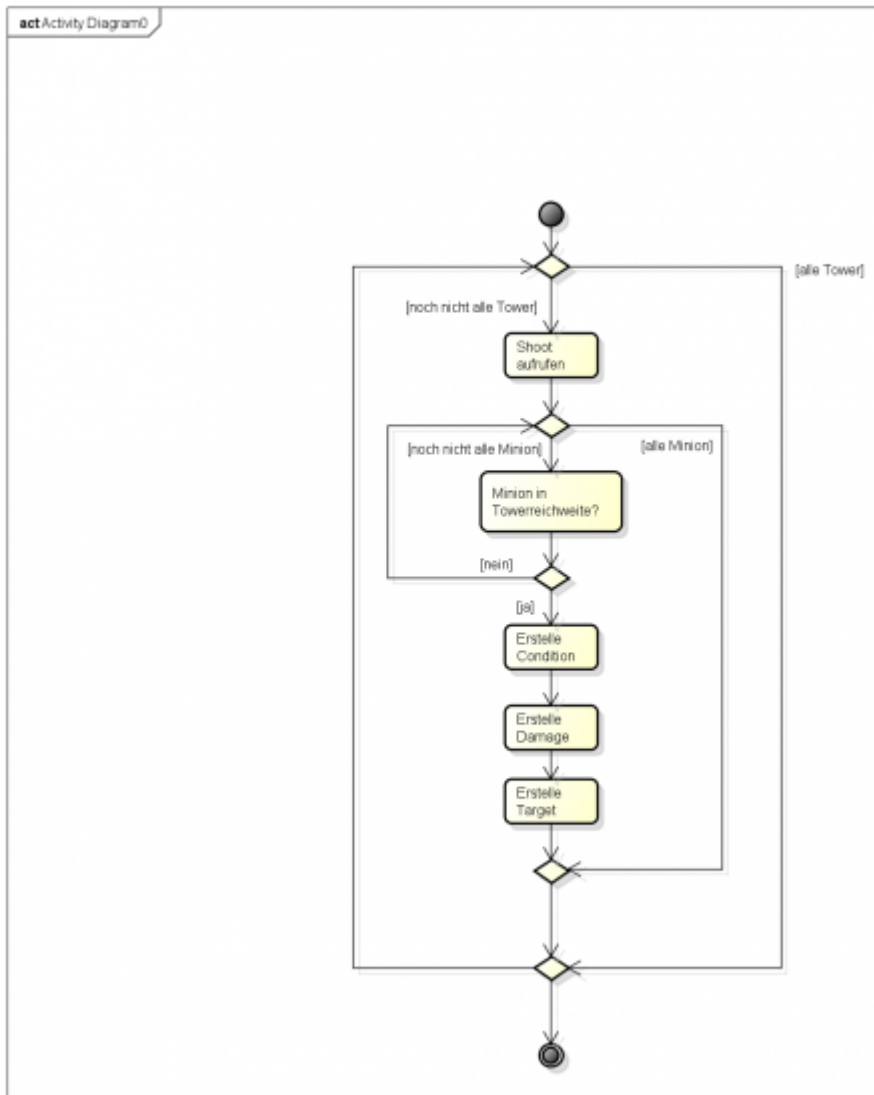 act Activity Diagram0
[alle Tower]
[noch nicht alle Tower]
Shoot
aufrufen
[noch nicht alle Minion]
[alle Minion]
Minion in
Towerreichweite?
[nein]
[ja]
Erstelle
Condition
Erstelle
Damage
Erstelle
Target